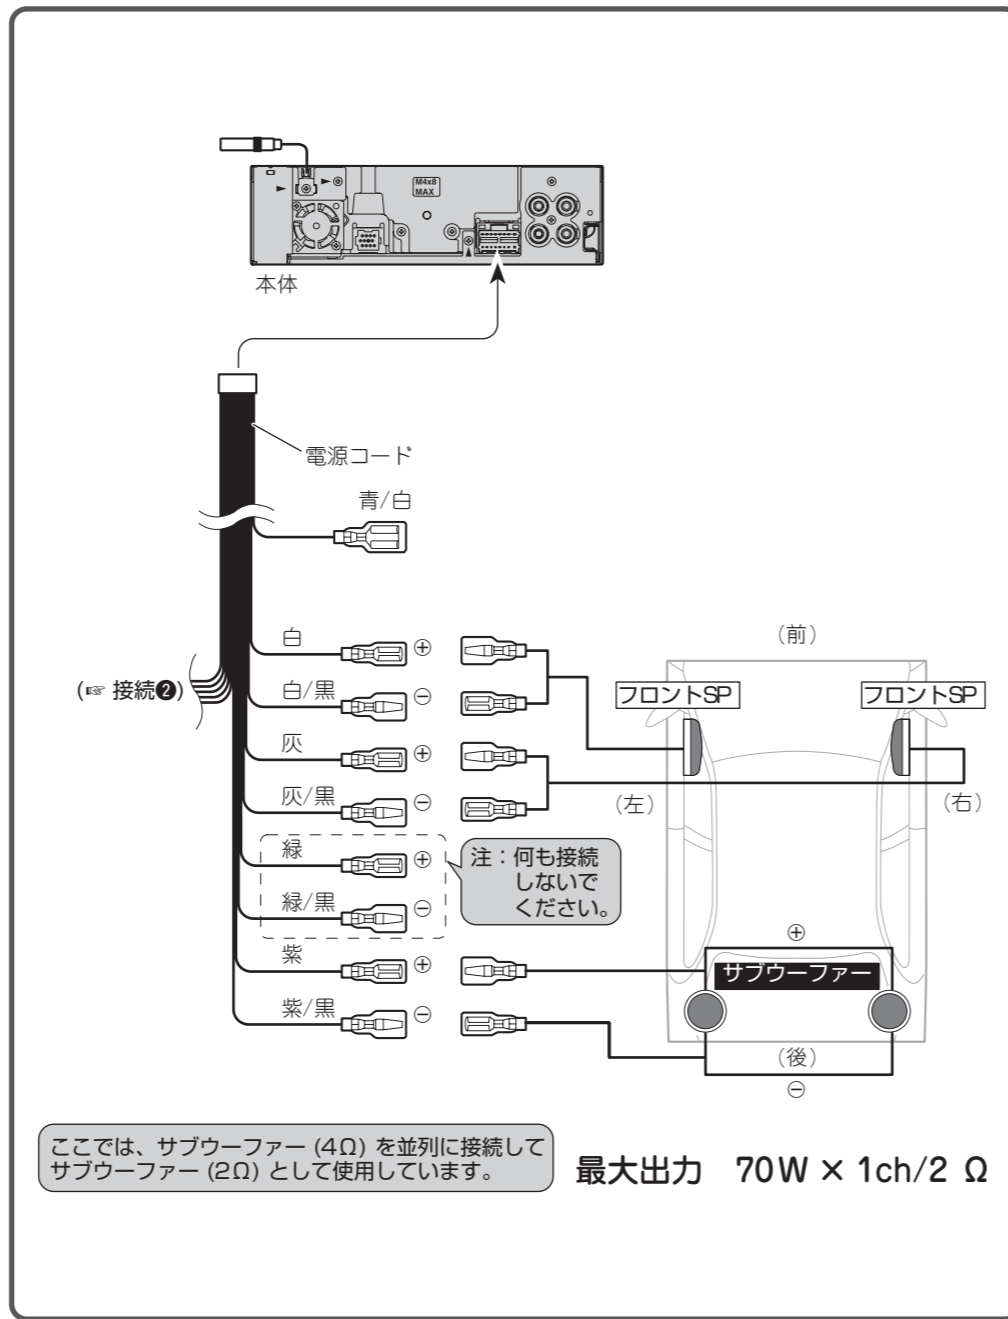 M4x8
MAX
本体
電源コード
青/白
白
⊕
(前)
(☞ 接続❷)
白/黒
⊖
フロントSP
フロントSP
灰
⊕
灰/黒
⊖
(左)
(右)
緑
⊕
注：何も接続
しないで
ください。
緑/黒
⊖
⊕
紫
⊕
サブウーファー
紫/黒
⊖
(後)
⊖
ここでは、サブウーファー (4Ω) を並列に接続して
サブウーファー (2Ω) として使用しています。
最大出力 70W × 1ch/2 Ω